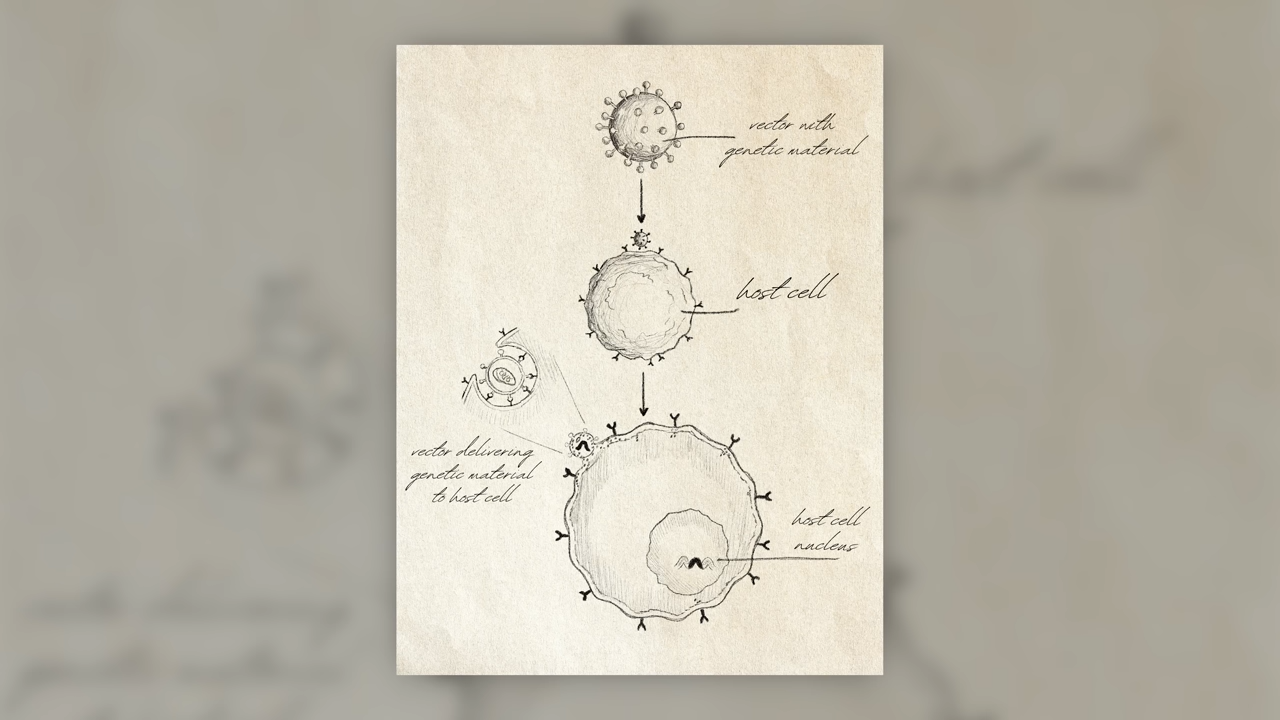 vector with
genetic material
host cell
vector delivering
genetic material
to host cell
host cell
nucleus